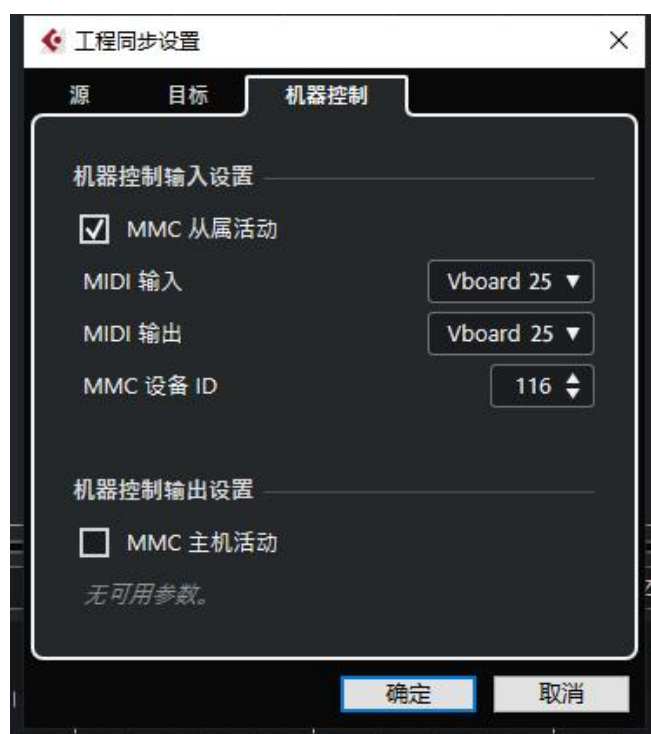 工程同步设置
源 目标 机器控制
机器控制输入设置
MMC 从属活动
MIDI 输入 Vboard 25
MIDI 输出 Vboard 25
MMC 设备 ID 116
机器控制输出设置
MMC 主机活动
无可用参数。
确定 取消